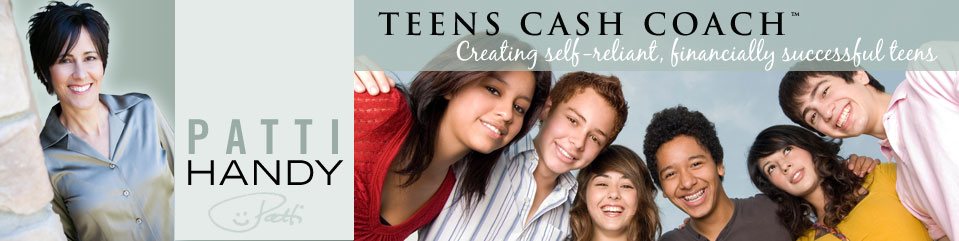 PATTI
HANDY
Patti
TEENS CASH COACH™
Creating self-reliant, financially successful teens